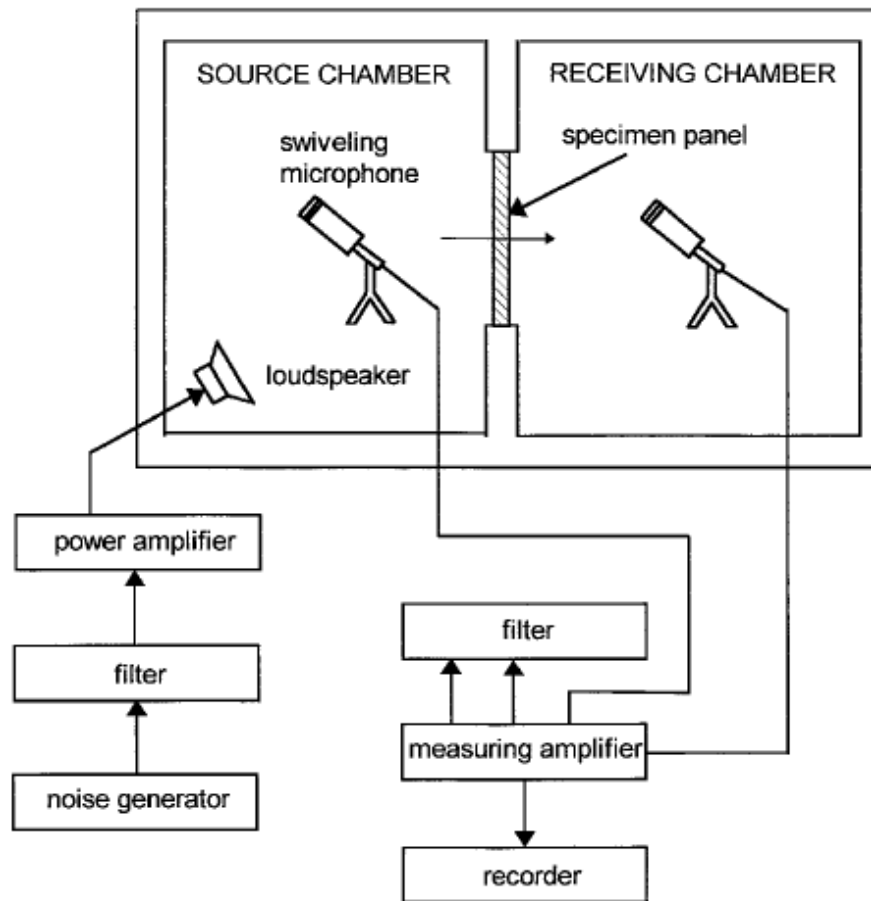 SOURCE CHAMBER
RECEIVING CHAMBER
swiveling
microphone
specimen panel
loudspeaker
power amplifier
filter
noise generator
filter
measuring amplifier
recorder